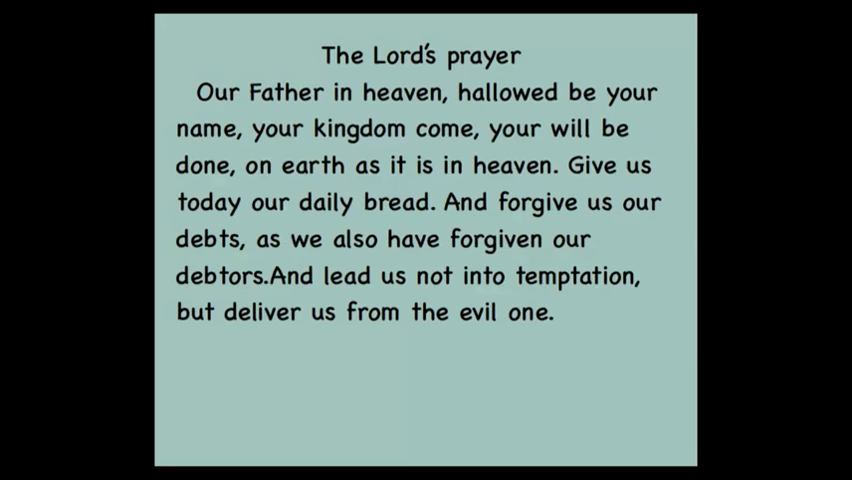 The Lord's prayer
Our Father in heaven, hallowed be your
name, your kingdom come, your will be
done, on earth as it is in heaven. Give us
today our daily bread. And forgive us our
debts, as we also have forgiven our
debtors.And lead us not into temptation,
but deliver us from the evil one.